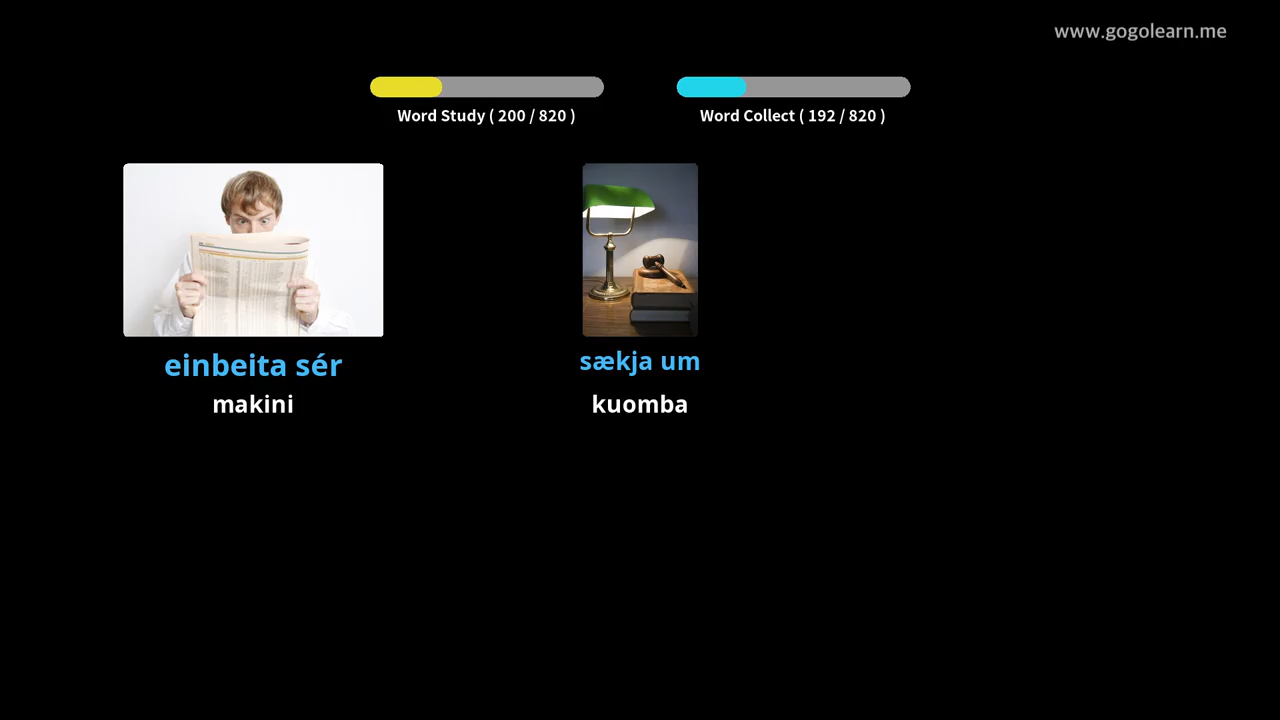 www.gogolearn.me
Word Study ( 200 / 820 )
Word Collect ( 192 / 820 )
einbeita sér
makini
sækja um
kuomba